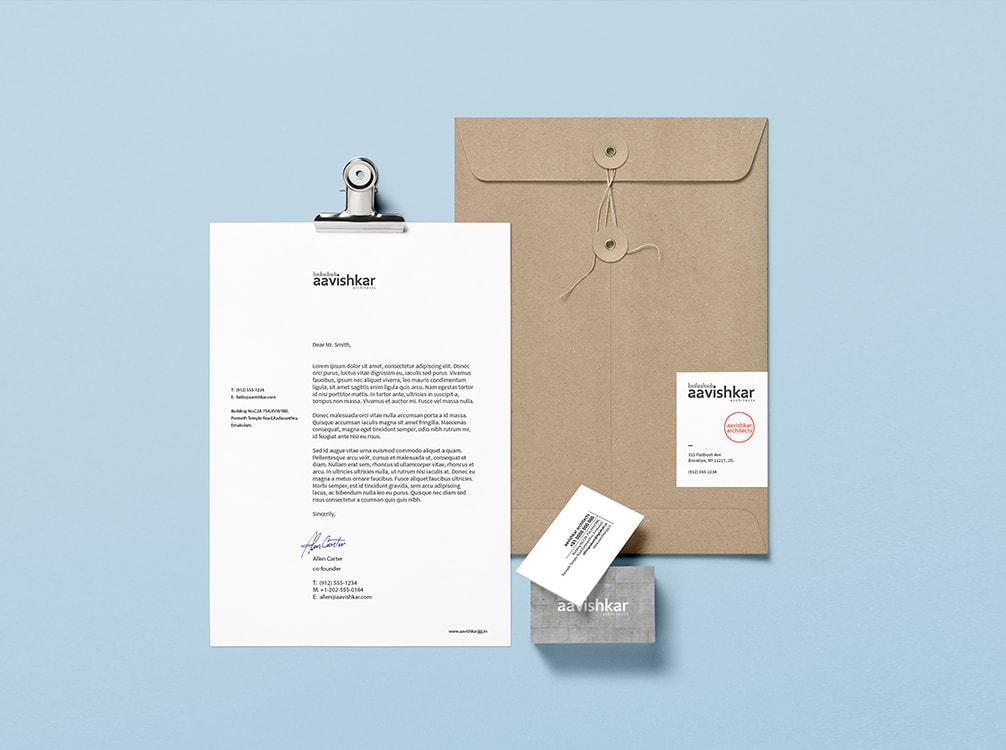 aavishkar
architects
Dear Mr. Smith,
Lorem ipsum dolor sit amet, consectetur adipiscing elit. Donec
orci purus, luctus vitae dignissim eu, iaculis sed purus. Vivamus
faucibus, ipsum nec aliquet viverra, leo mauris condimentum
ligula, sit amet sagittis enim ligula quis arcu. Nam egestas tortor
id nisi porttitor mattis. In tortor ante, ultricies in suscipit a,
tempus non massa. Vivamus et auctor mi. Fusce vel massa nulla.
Donec malesuada orci vitae nulla accumsan porta a id massa.
Quisque accumsan iaculis magna sit amet fringilla. Maecenas
consequat, magna eget tincidunt semper, odio nibh rutrum mi,
id feugiat ante nisi eu risus.
Sed id augue vitae urna euismod commodo aliquet a quam.
Pellentesque arcu velit, cursus et malesuada ut, consequat et
diam. Nullam erat sem, rhoncus id ullamcorper vitae, rhoncus et
arcu. In ultricies ultricies nulla, ut rutrum nisi iaculis at. Donec eu
magna a metus ornare faucibus. Fusce aliquet faucibus ultricies.
Morbi semper, est id tincidunt gravida, sem arcu adipiscing
lacus, ac bibendum nulla leo eu purus. Quisque nec diam sed
risus consectetur a ccumsan quis quis nibh.
Sincerily,
Allen Carter
Allen Carter
co-founder
T: (912) 555-1234
M: +1-202-555-0184
E: allen@aavishkar.com
T: (912) 555-1234
E: hello@aavishkar.com
Building No:C24-75A,XV/W/980,
Ponneth Temple Road,Kadavanthra,
Ernakulam.
www.aavishkarjjjj.in
aavishkar
aavishkar
architects
315 Flatbush Ave
Brooklyn, NY 11217, US
(912) 555-1234
aavishkar architects
+91 0000 000 000
aavishkar
architects